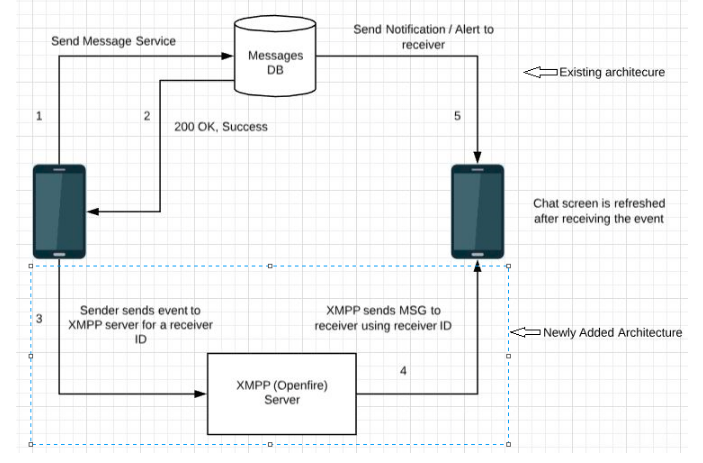 Send Message Service
Messages
DB
Send Notification / Alert to
receiver
Existing architecure
1
2
200 OK, Success
5
Chat screen is refreshed
after receiving the event
3
Sender sends event to
XMPP server for a receiver
ID
XMPP sends MSG to
receiver using receiver ID
Newly Added Architecture
4
XMPP (Openfire)
Server